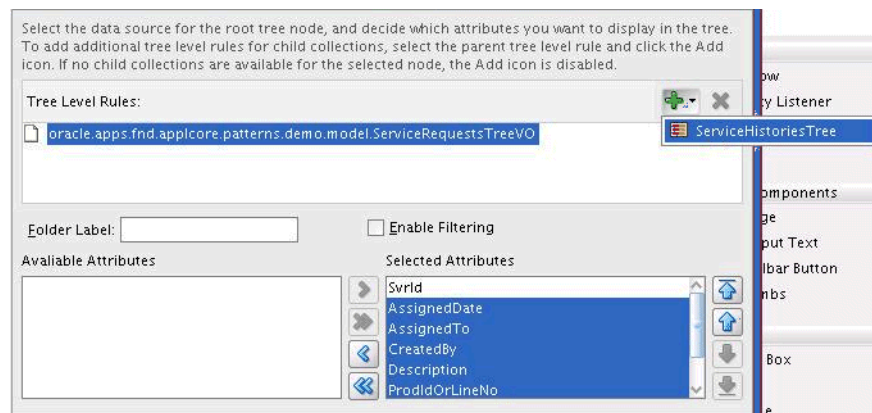 Select the data source for the root tree node, and decide which attributes you want to display in the tree.
To add additional tree level rules for child collections, select the parent tree level rule and click the Add
icon. If no child collections are available for the selected node, the Add icon is disabled.
Tree Level Rules:
oracle.apps.fnd.applcore.patterns.demo.model.ServiceRequestsTreeVO
ServiceHistoriesTree
Folder Label:
Enable Filtering
Avaliable Attributes
Selected Attributes
SvrId
AssignedDate
AssignedTo
CreatedBy
Description
ProdIdOrLineNo
ow
ty Listener
omponents
ge
put Text
lbar Button
mbs
Box
e